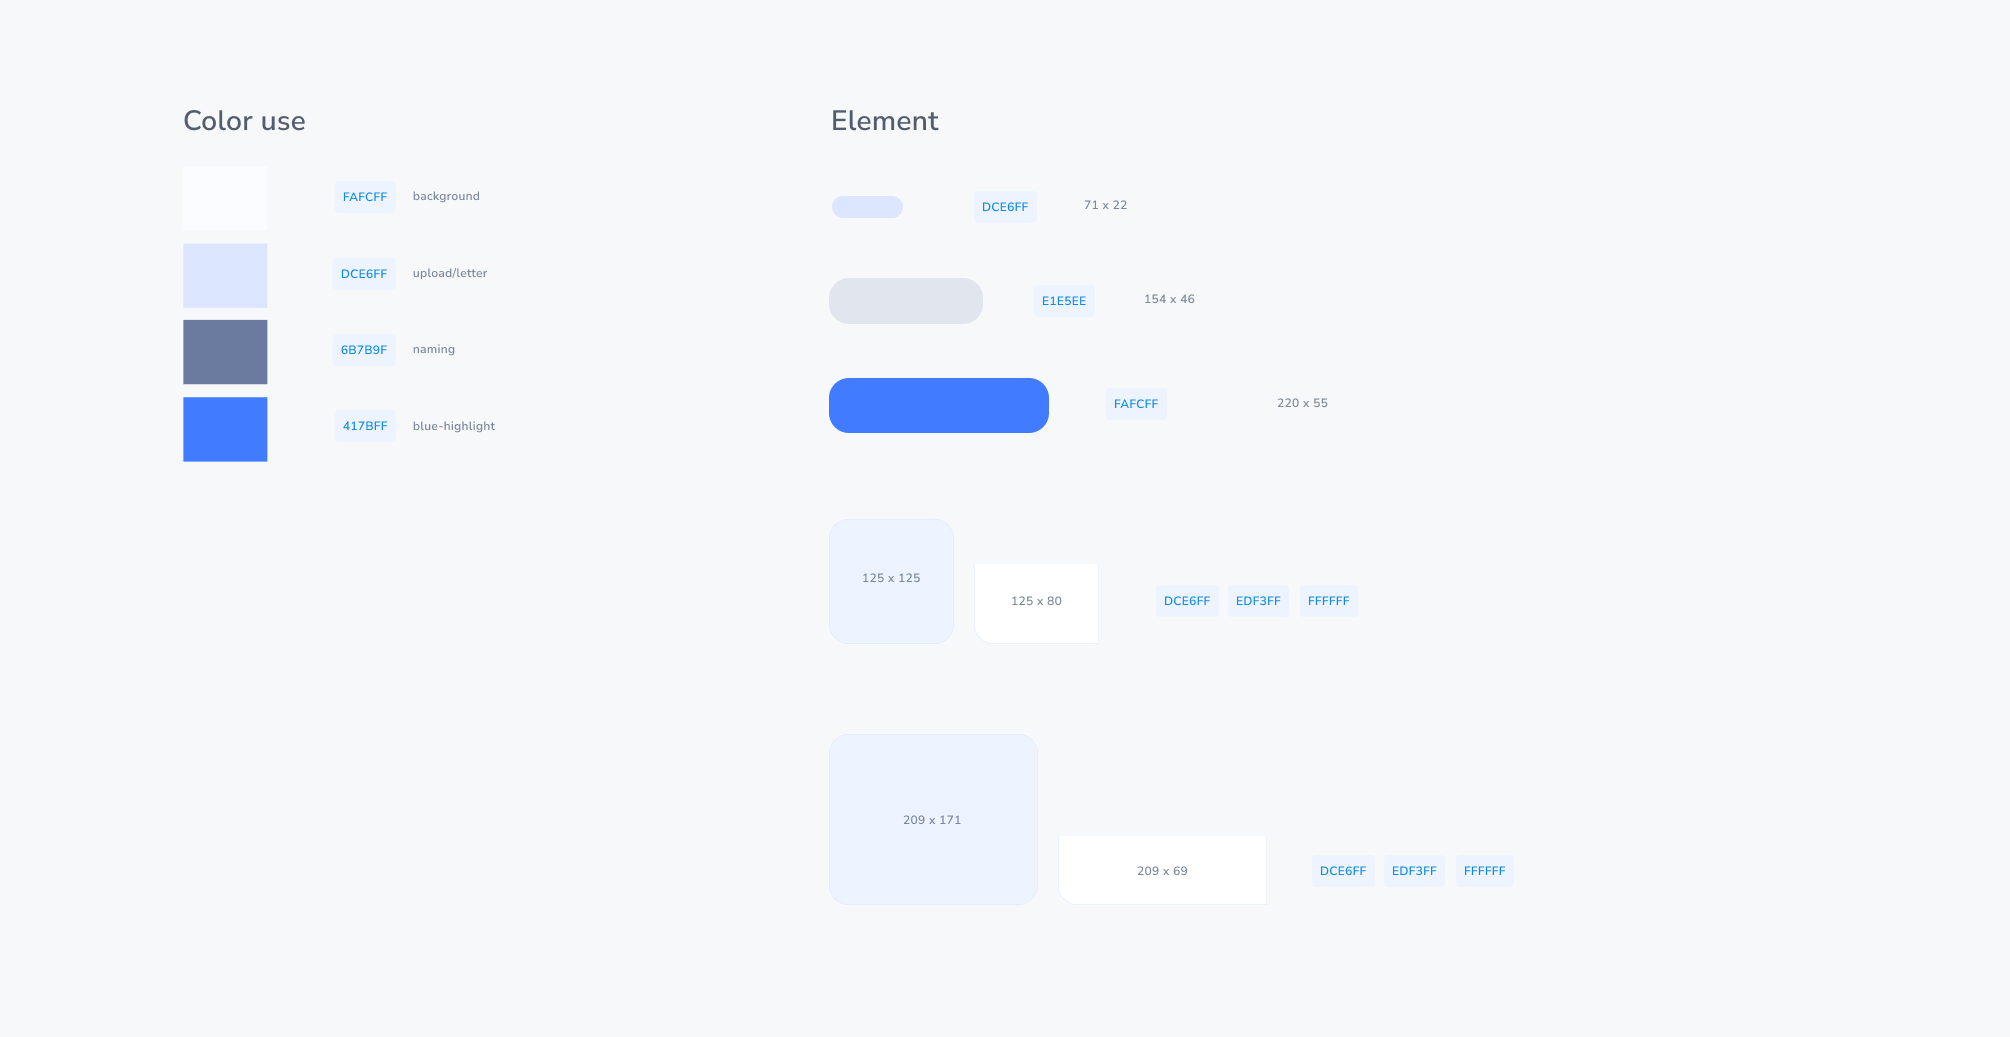 Color use
FAFCFF background
DCE6FF upload/letter
6B7B9F naming
417BFF blue-highlight
Element
DCE6FF 71 x 22
E1E5EE 154 x 46
FAFCFF 220 x 55
125 x 125
125 x 80
DCE6FF EDF3FF FFFFFF
209 x 171
209 x 69
DCE6FF EDF3FF FFFFFF